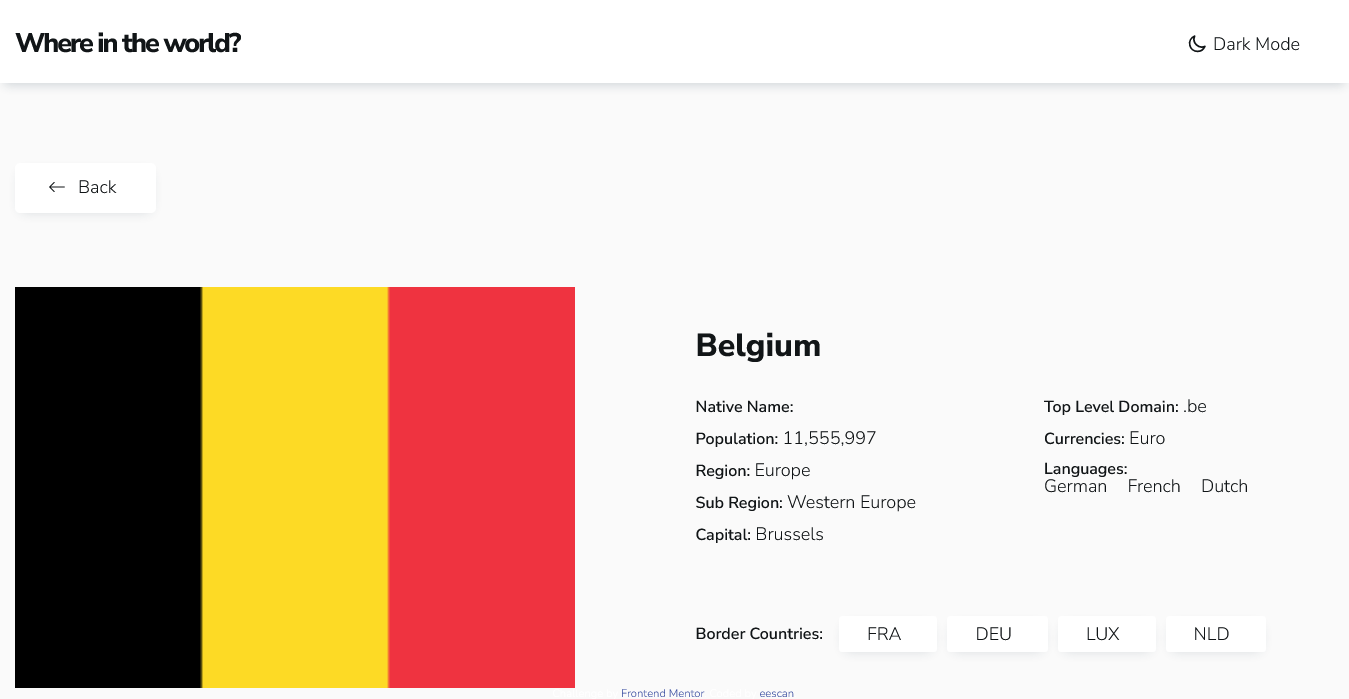 Where in the world?
Dark Mode
Back
Belgium
Native Name:
Population: 11,555,997
Region: Europe
Sub Region: Western Europe
Capital: Brussels
Top Level Domain: .be
Currencies: Euro
Languages:
German French Dutch
Border Countries: FRA DEU LUX NLD
Frontend Mentor
eescan